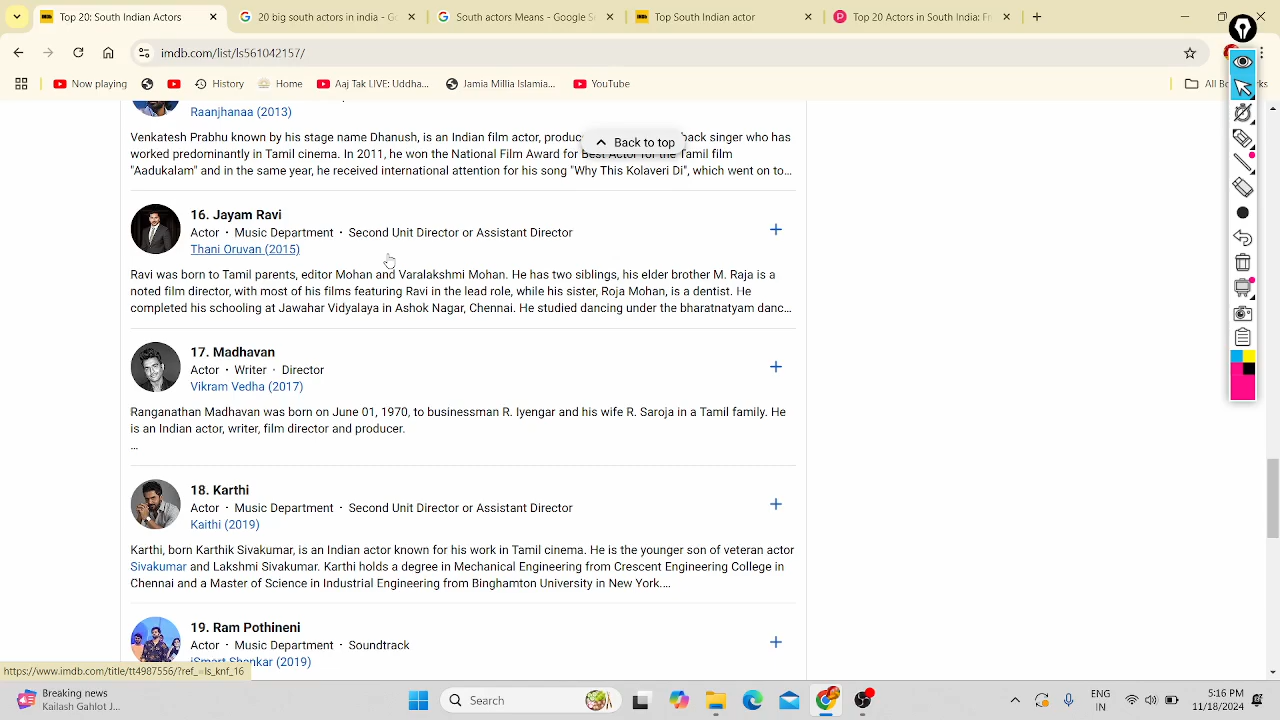 Top 20: South Indian Actors
20 big south actors in india - Go
South actors Means - Google Se
Top South Indian actor
Top 20 Actors in South India: Fr
imdb.com/list/ls561042157/
Now playing
History
Home
Aaj Tak LIVE: Uddha...
Jamia Millia Islamia...
YouTube
All Bo
Raanjhanaa (2013)
Back to top
Venkatesh Prabhu known by his stage name Dhanush, is an Indian film actor, produc back singer who has
worked predominantly in Tamil cinema. In 2011, he won the National Film Award for Best Actor for the Tamil film
"Aadukalam" and in the same year, he received international attention for his song "Why This Kolaveri Di", which went on to...
16. Jayam Ravi
Actor · Music Department · Second Unit Director or Assistant Director
Thani Oruvan (2015)
Ravi was born to Tamil parents, editor Mohan and Varalakshmi Mohan. He has two siblings, his elder brother M. Raja is a
noted film director, with most of his films featuring Ravi in the lead role, while his sister, Roja Mohan, is a dentist. He
completed his schooling at Jawahar Vidyalaya in Ashok Nagar, Chennai. He studied dancing under the bharatnatyam danc...
17. Madhavan
Actor · Writer · Director
Vikram Vedha (2017)
Ranganathan Madhavan was born on June 01, 1970, to businessman R. Iyengar and his wife R. Saroja in a Tamil family. He
is an Indian actor, writer, film director and producer.
...
18. Karthi
Actor · Music Department · Second Unit Director or Assistant Director
Kaithi (2019)
Karthi, born Karthik Sivakumar, is an Indian actor known for his work in Tamil cinema. He is the younger son of veteran actor
Sivakumar and Lakshmi Sivakumar. Karthi holds a degree in Mechanical Engineering from Crescent Engineering College in
Chennai and a Master of Science in Industrial Engineering from Binghamton University in New York....
19. Ram Pothineni
Actor · Music Department · Soundtrack
iSmart Shankar (2019)
https://www.imdb.com/title/tt4987556/?ref_=ls_knf_16
Breaking news
Kailash Gahlot J...
Search
ENG
IN
5:16 PM
11/18/2024